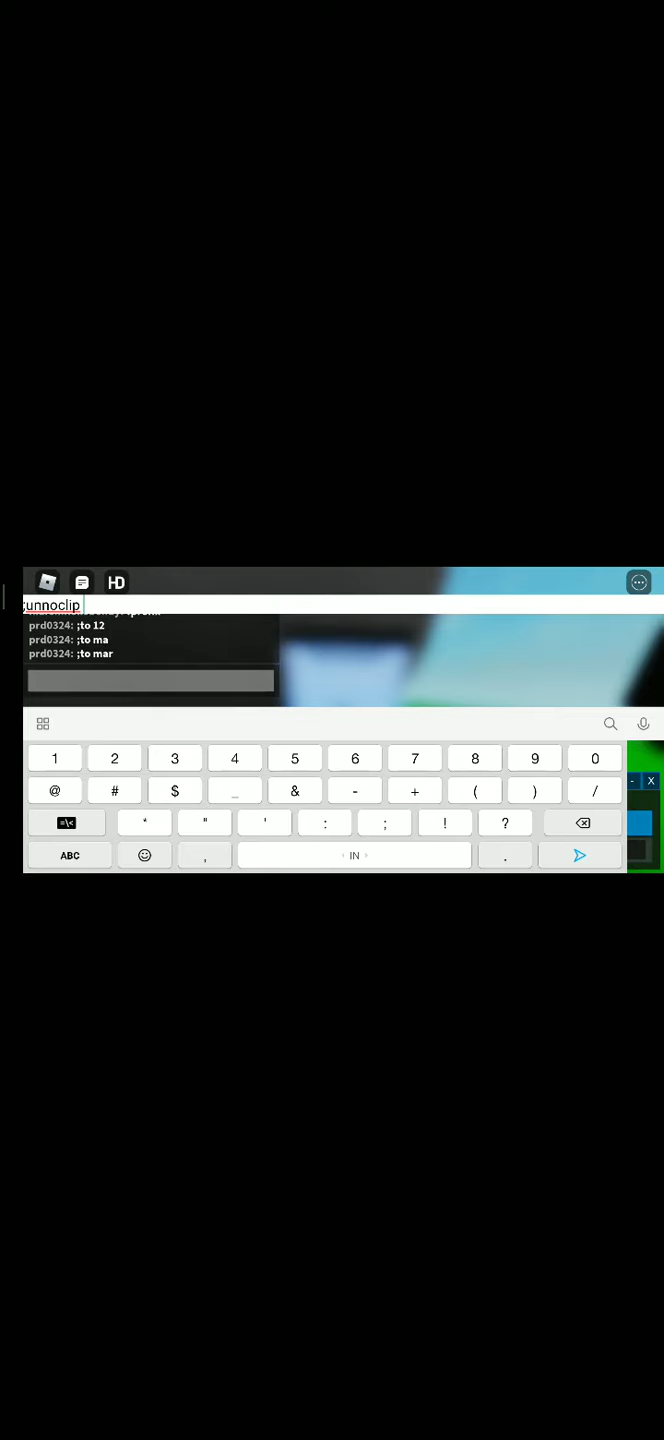 HD
;unnoclip
prd0324: ;to 12
prd0324: ;to ma
prd0324: ;to mar
- X
1 2 3 4 5 6 7 8 9 0
@ # $ _ & - + ( ) /
=\< * " ' : ; ! ?
ABC , IN .